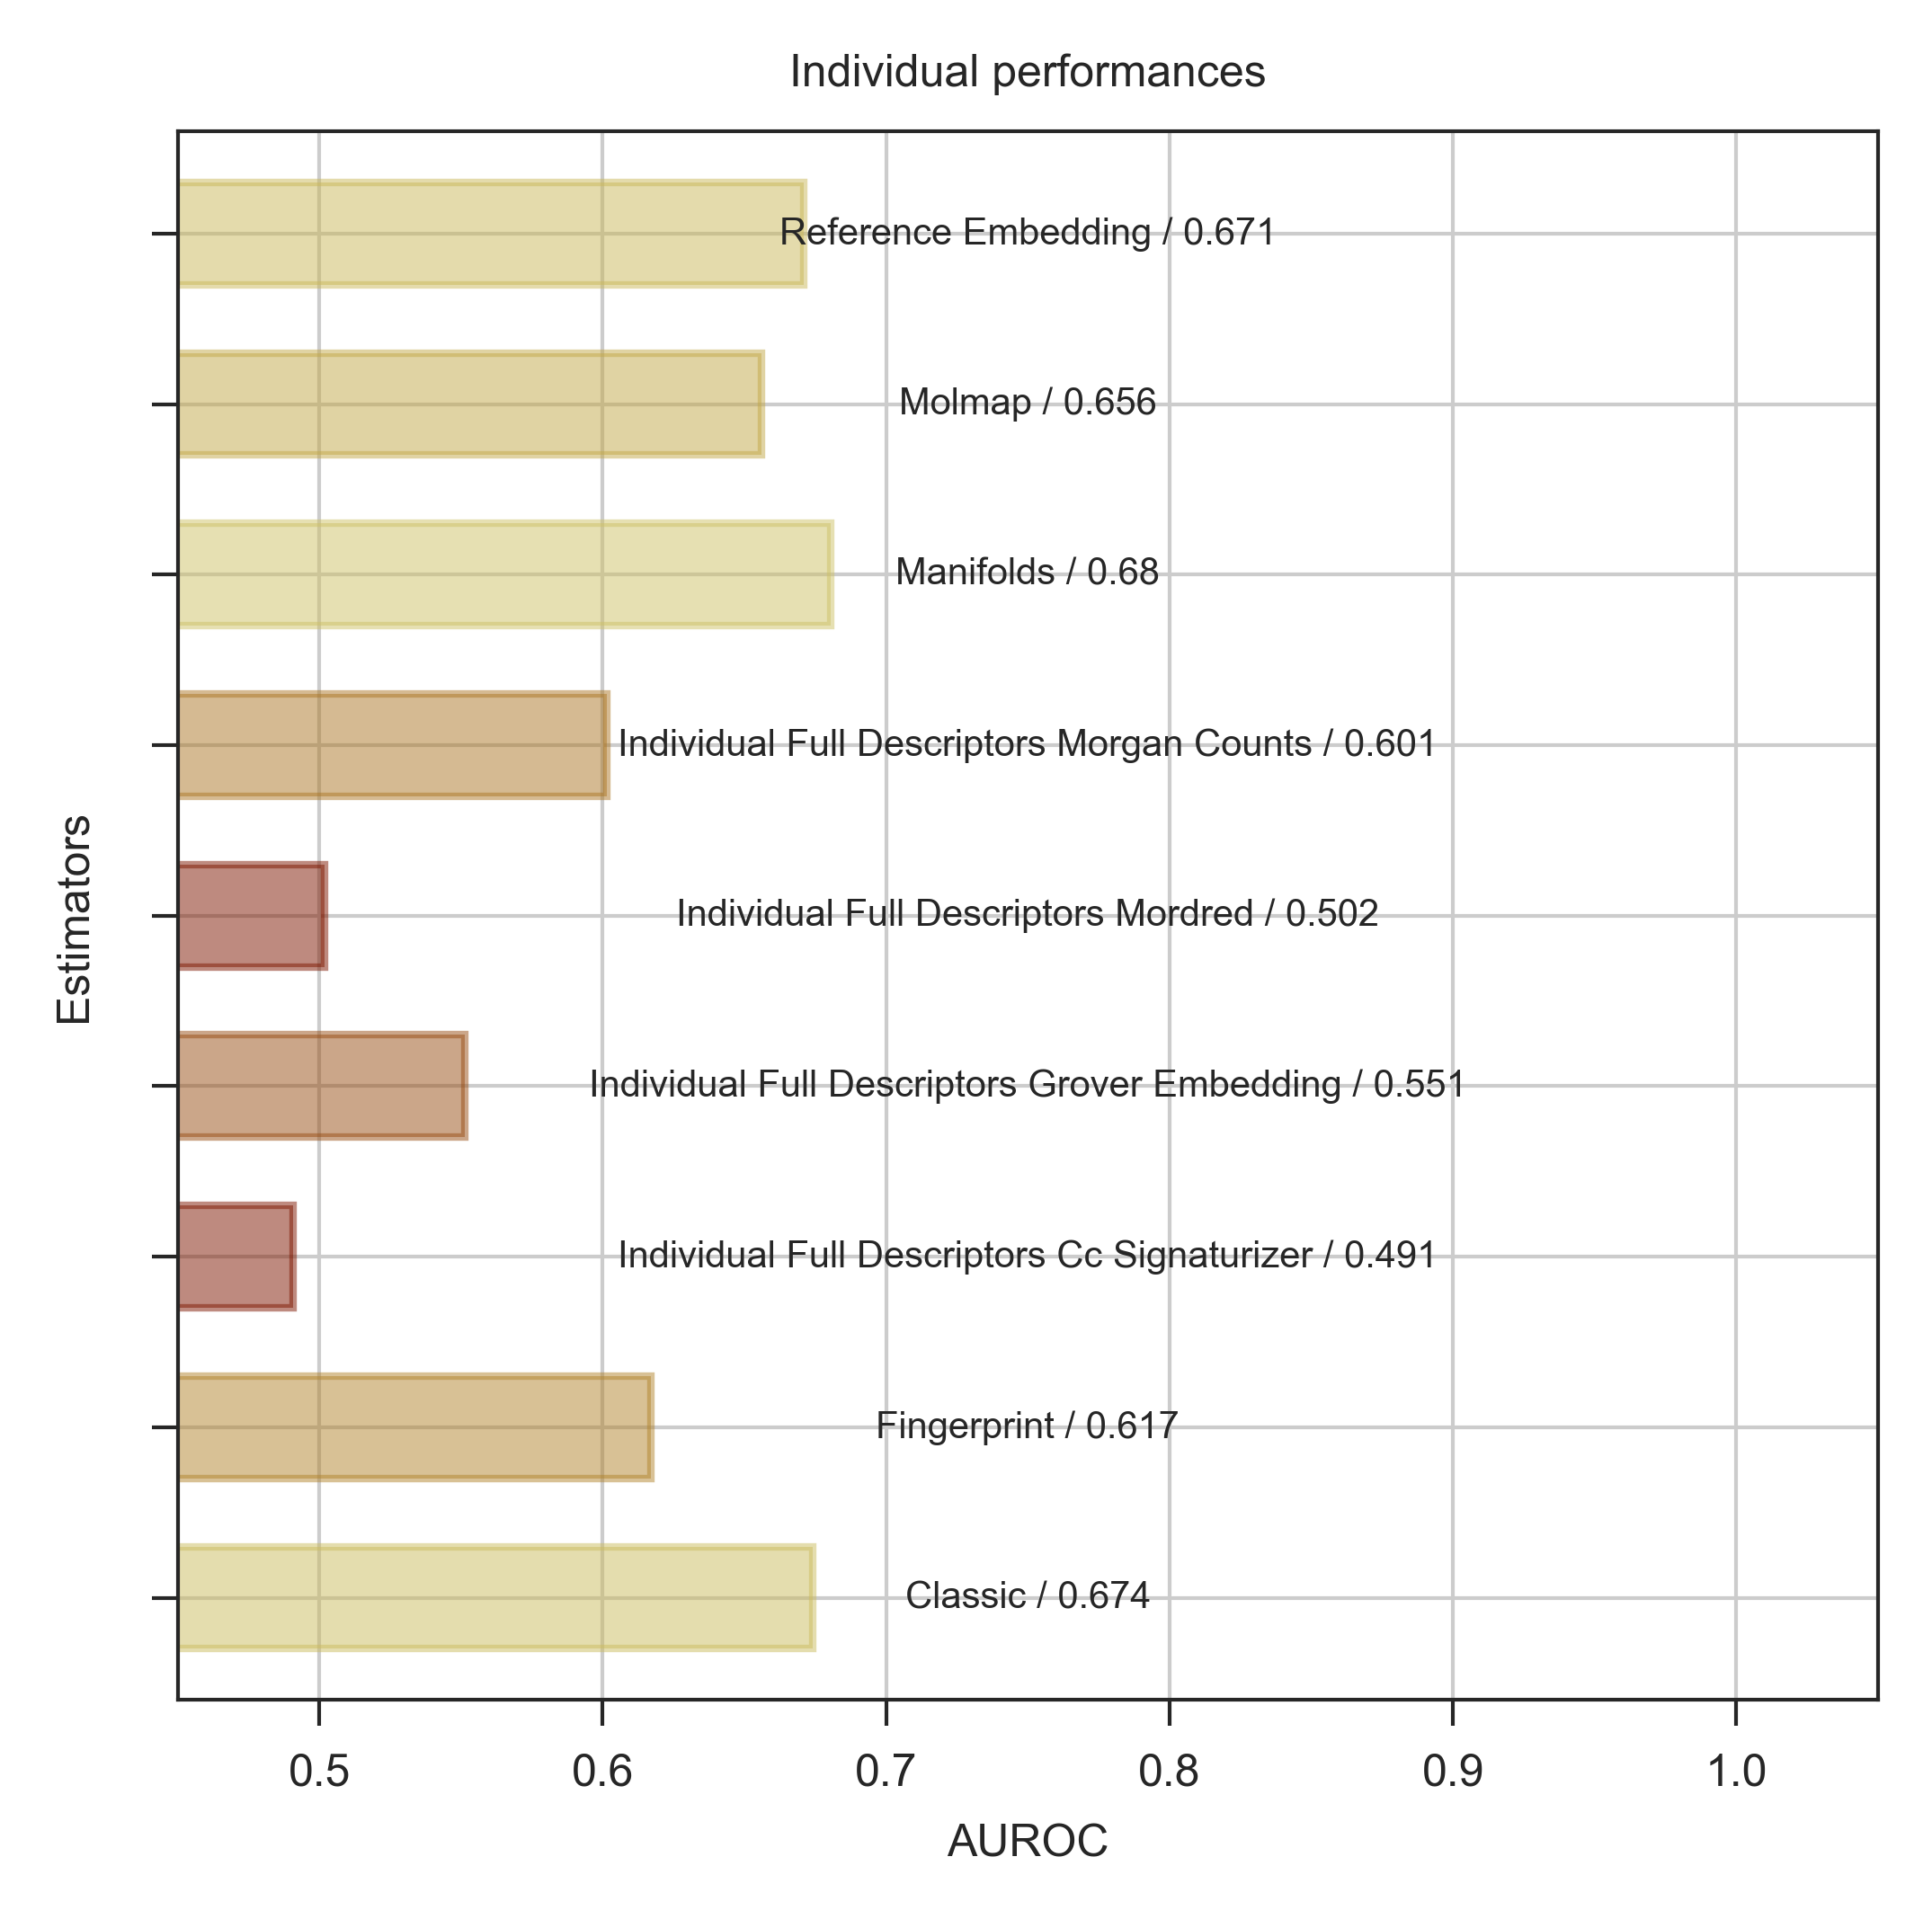 Individual performances
Reference Embedding / 0.671
Molmap / 0.656
Manifolds / 0.68
Individual Full Descriptors Morgan Counts / 0.601
Individual Full Descriptors Mordred / 0.502
Individual Full Descriptors Grover Embedding / 0.551
Individual Full Descriptors Cc Signaturizer / 0.491
Fingerprint / 0.617
Classic / 0.674
Estimators
0.5 0.6 0.7 0.8 0.9 1.0
AUROC